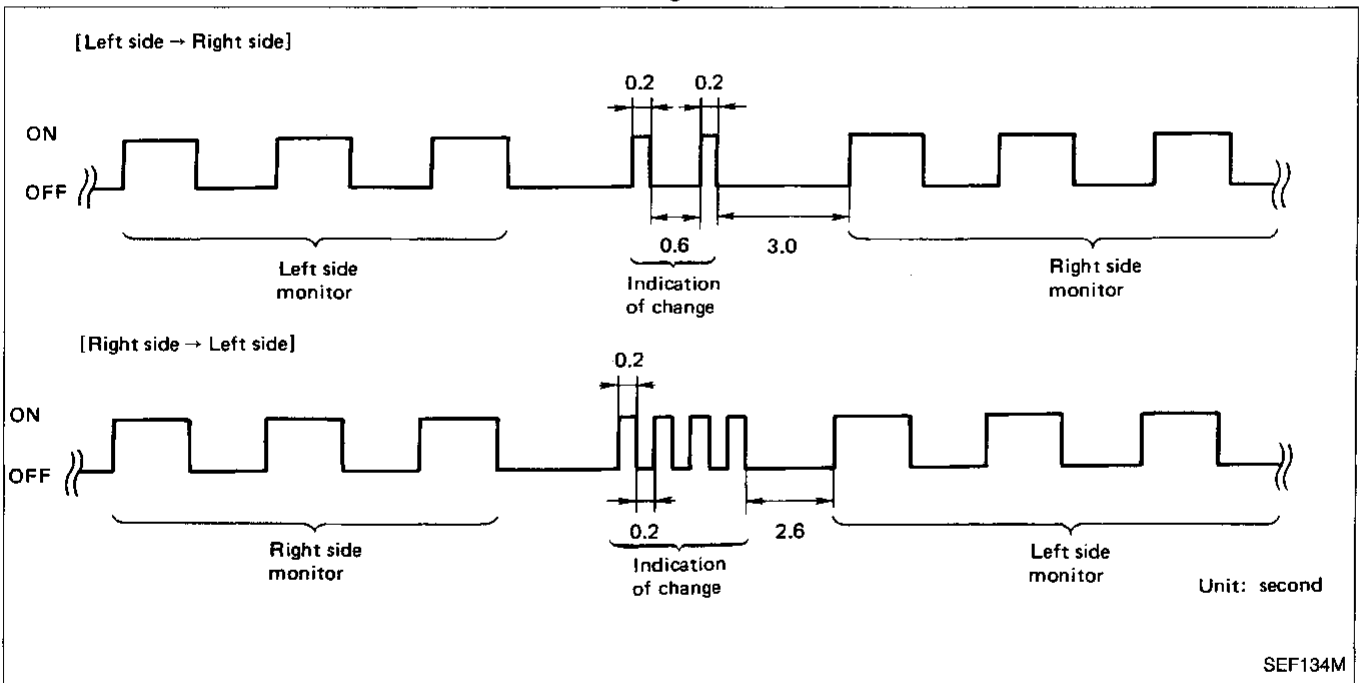 [Left side → Right side]
0.2 0.2
ON
OFF
0.6 3.0
Left side
monitor
Indication
of change
Right side
monitor
[Right side → Left side]
0.2
ON
OFF
0.2 2.6
Right side
monitor
Indication
of change
Left side
monitor
Unit: second
SEF134M